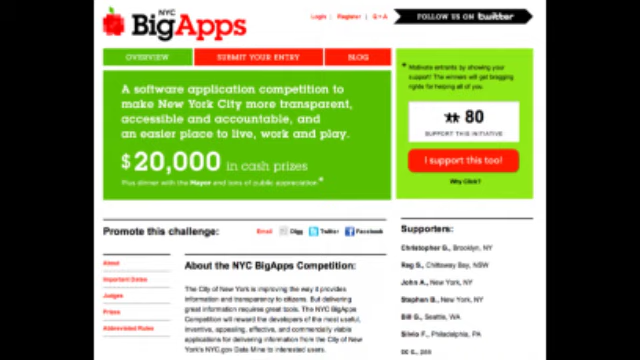 NYC
BigApps
Login | Register | Q + A
FOLLOW US ON twitter
OVERVIEW
SUBMIT YOUR ENTRY
BLOG
A software application competition to
make New York City more transparent,
accessible and accountable, and
an easier place to live, work and play.
$20,000 in cash prizes
Plus dinner with the Mayor and tons of public appreciation.*
* Motivate entrants by showing your
support! The winners will get bragging
rights for helping all of you.
80
SUPPORT THIS INITIATIVE
I support this too!
Why Click?
Promote this challenge:
Email
Digg
Twitter
Facebook
Supporters:
Christopher G., Brooklyn, NY
Reg S., Chittaway Bay, NSW
John A., New York, NY
Stephen B., New York, NY
Bill G., Seattle, WA
Silvio F., Philadelphia, PA
About
Important Dates
Judges
Press
Abbreviated Rules
About the NYC BigApps Competition:
The City of New York is improving the way it provides
information and transparency to citizens. But delivering
great information requires great tools. The NYC BigApps
Competition will reward the developers of the most useful,
inventive, appealing, effective, and commercially viable
applications for delivering information from the City of
New York's NYC.gov Data Mine to interested users.